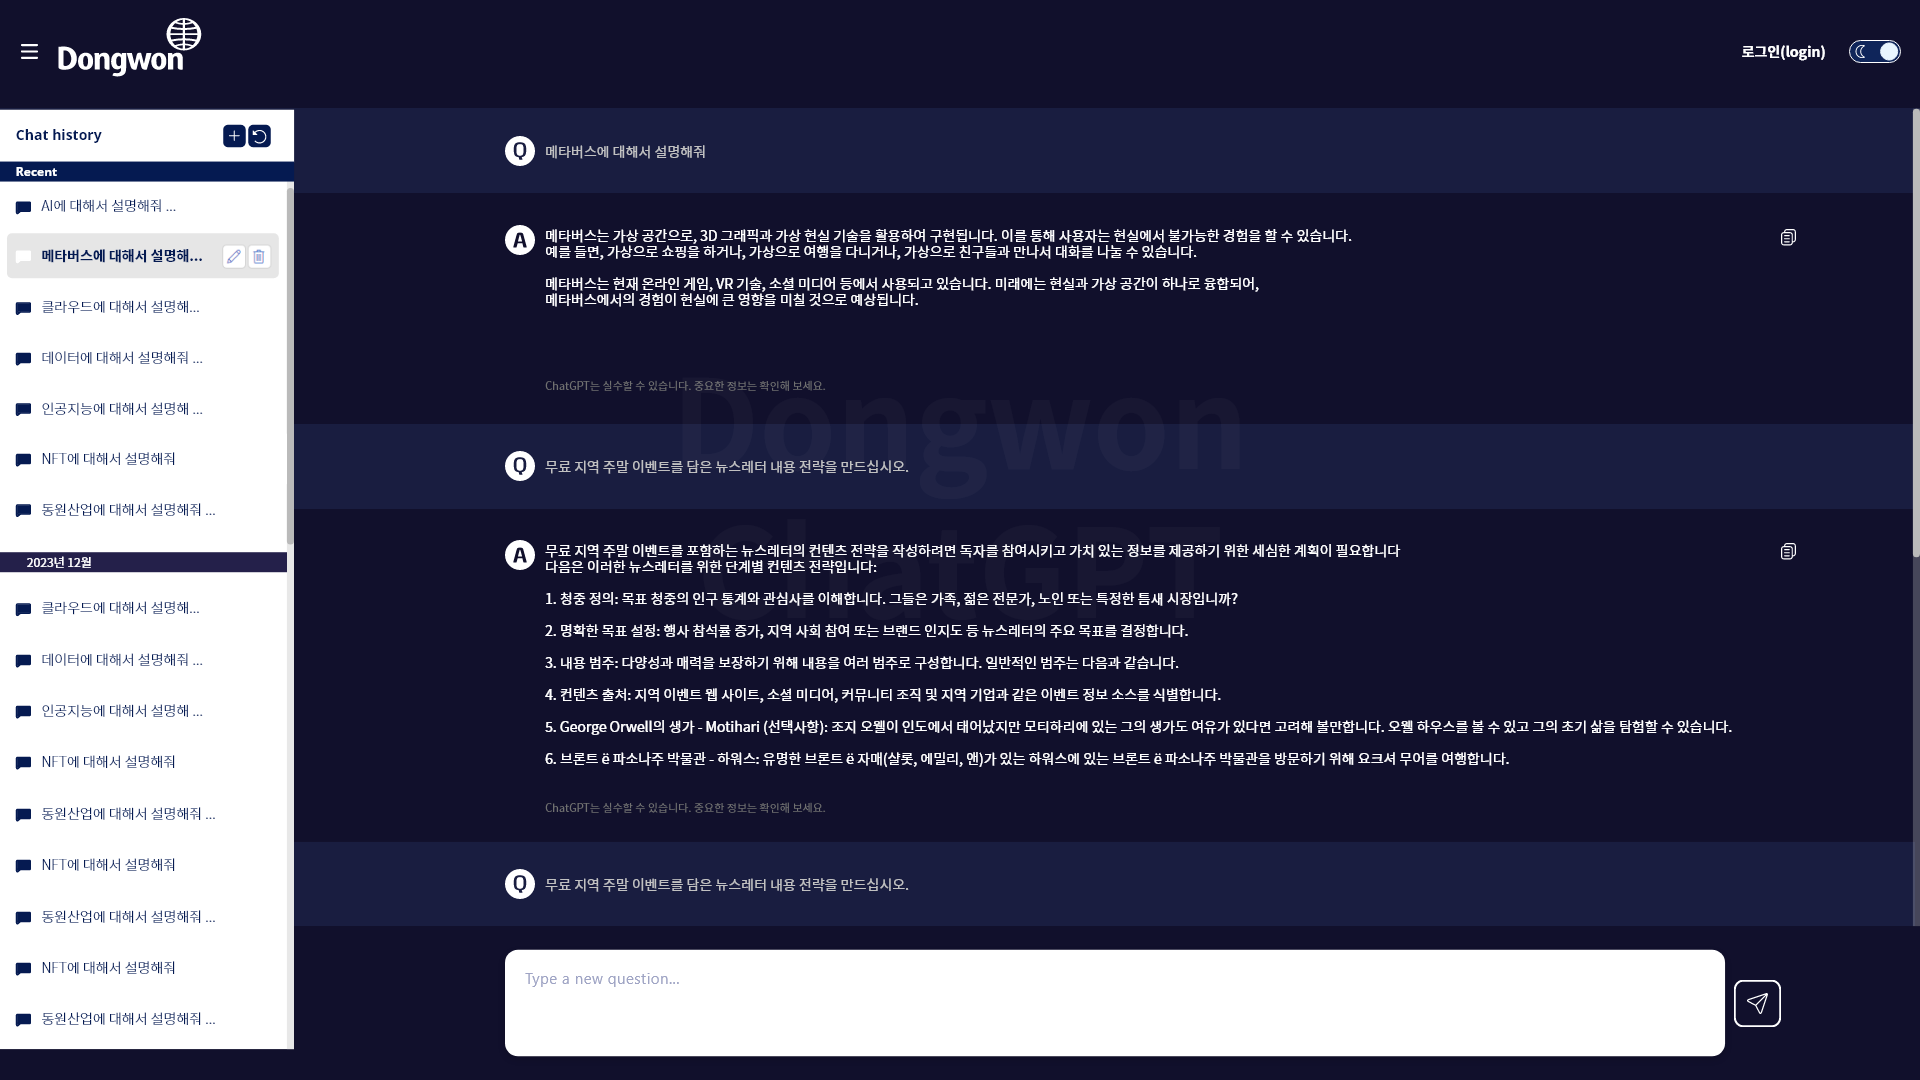 Dongwon
로그인(login)
Chat history
Recent
AI에 대해서 설명해줘 ...
메타버스에 대해서 설명해...
클라우드에 대해서 설명해...
데이터에 대해서 설명해줘 ...
인공지능에 대해서 설명해 ...
NFT에 대해서 설명해줘
동원산업에 대해서 설명해줘 ...
2023년 12월
클라우드에 대해서 설명해...
데이터에 대해서 설명해줘 ...
인공지능에 대해서 설명해 ...
NFT에 대해서 설명해줘
동원산업에 대해서 설명해줘 ...
NFT에 대해서 설명해줘
동원산업에 대해서 설명해줘 ...
NFT에 대해서 설명해줘
동원산업에 대해서 설명해줘 ...
Q 메타버스에 대해서 설명해줘
A 메타버스는 가상 공간으로, 3D 그래픽과 가상 현실 기술을 활용하여 구현됩니다. 이를 통해 사용자는 현실에서 불가능한 경험을 할 수 있습니다.
예를 들면, 가상으로 쇼핑을 하거나, 가상으로 여행을 다니거나, 가상으로 친구들과 만나서 대화를 나눌 수 있습니다.
메타버스는 현재 온라인 게임, VR 기술, 소셜 미디어 등에서 사용되고 있습니다. 미래에는 현실과 가상 공간이 하나로 융합되어,
메타버스에서의 경험이 현실에 큰 영향을 미칠 것으로 예상됩니다.
ChatGPT는 실수할 수 있습니다. 중요한 정보는 확인해 보세요.
Dongwon
ChatGPT
Q 무료 지역 주말 이벤트를 담은 뉴스레터 내용 전략을 만드십시오.
A 무료 지역 주말 이벤트를 포함하는 뉴스레터의 컨텐츠 전략을 작성하려면 독자를 참여시키고 가치 있는 정보를 제공하기 위한 세심한 계획이 필요합니다
다음은 이러한 뉴스레터를 위한 단계별 컨텐츠 전략입니다:
1. 청중 정의: 목표 청중의 인구 통계와 관심사를 이해합니다. 그들은 가족, 젊은 전문가, 노인 또는 특정한 틈새 시장입니까?
2. 명확한 목표 설정: 행사 참석률 증가, 지역 사회 참여 또는 브랜드 인지도 등 뉴스레터의 주요 목표를 결정합니다.
3. 내용 범주: 다양성과 매력을 보장하기 위해 내용을 여러 범주로 구성합니다. 일반적인 범주는 다음과 같습니다.
4. 컨텐츠 출처: 지역 이벤트 웹 사이트, 소셜 미디어, 커뮤니티 조직 및 지역 기업과 같은 이벤트 정보 소스를 식별합니다.
5. George Orwell의 생가 - Motihari (선택사항): 조지 오웰이 인도에서 태어났지만 모티하리에 있는 그의 생가도 여유가 있다면 고려해 볼만합니다. 오웰 하우스를 볼 수 있고 그의 초기 삶을 탐험할 수 있습니다.
6. 브론트 ë 파소나주 박물관 - 하워스: 유명한 브론트 ë 자매(샬롯, 에밀리, 앤)가 있는 하워스에 있는 브론트 ë 파소나주 박물관을 방문하기 위해 요크셔 무어를 여행합니다.
ChatGPT는 실수할 수 있습니다. 중요한 정보는 확인해 보세요.
Q 무료 지역 주말 이벤트를 담은 뉴스레터 내용 전략을 만드십시오.
Type a new question...